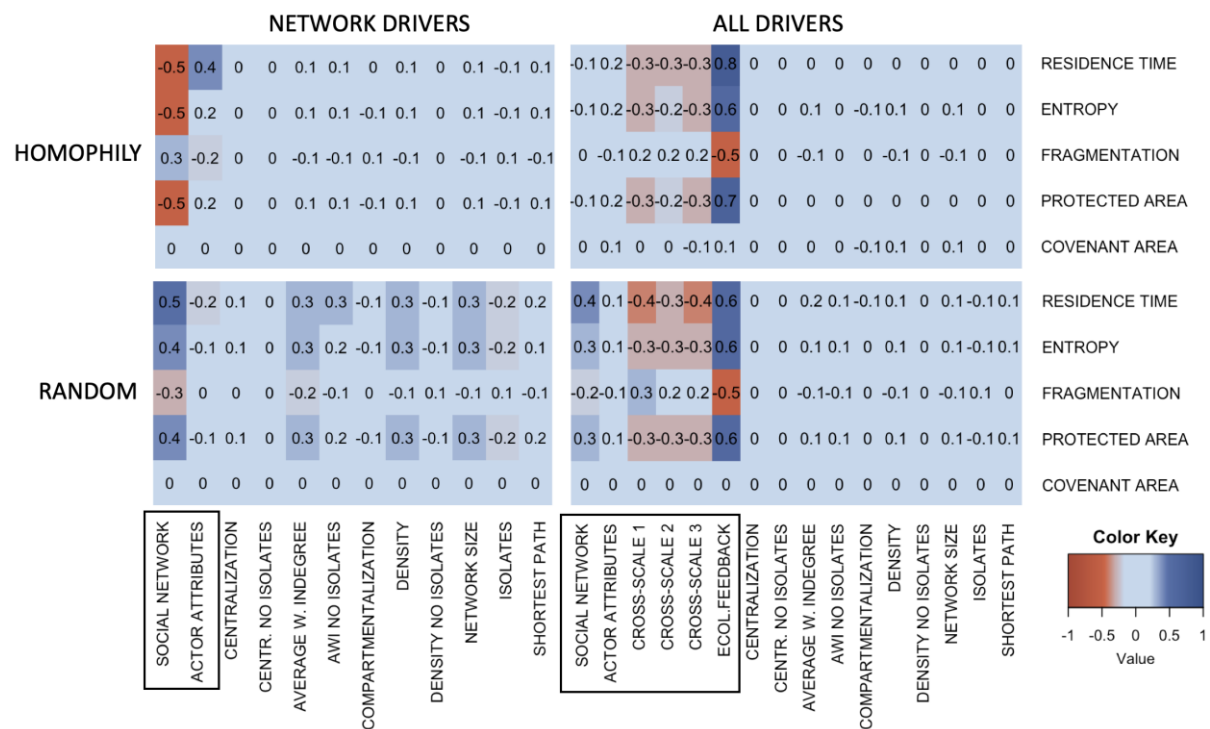 NETWORK DRIVERS ALL DRIVERS
-0.5 0.4 0 0 0.1 0.1 0 0.1 0 0.1 -0.1 0.1 -0.1 0.2 -0.3 -0.3 -0.3 0.8 0 0 0 0 0 0 0 0 0 0 RESIDENCE TIME
-0.5 0.2 0 0 0.1 0.1 -0.1 0.1 0 0.1 -0.1 0.1 -0.1 0.2 -0.3 -0.2 -0.3 0.6 0 0 0.1 0 -0.1 0.1 0 0.1 0 0 ENTROPY
HOMOPHILY
0.3 -0.2 0 0 -0.1 -0.1 0.1 -0.1 0 -0.1 0.1 -0.1 0 -0.1 0.2 0.2 0.2 -0.5 0 0 -0.1 0 0 -0.1 0 -0.1 0 0 FRAGMENTATION
-0.5 0.2 0 0 0.1 0.1 -0.1 0.1 0 0.1 -0.1 0.1 -0.1 0.2 -0.3 -0.2 -0.3 0.7 0 0 0 0 0 0 0 0 0 0 PROTECTED AREA
0 0 0 0 0 0 0 0 0 0 0 0 0 0.1 0 0 -0.1 0.1 0 0 0 0 -0.1 0.1 0 0.1 0 0 COVENANT AREA
0.5 -0.2 0.1 0 0.3 0.3 -0.1 0.3 -0.1 0.3 -0.2 0.2 0.4 0.1 -0.4 -0.3 -0.4 0.6 0 0 0.2 0.1 -0.1 0.1 0 0.1 -0.1 0.1 RESIDENCE TIME
0.4 -0.1 0.1 0 0.3 0.2 -0.1 0.3 -0.1 0.3 -0.2 0.1 0.3 0.1 -0.3 -0.3 -0.3 0.6 0 0 0.1 0.1 0 0.1 0 0.1 -0.1 0.1 ENTROPY
RANDOM
-0.3 0 0 0 -0.2 -0.1 0 -0.1 0.1 -0.1 0.1 -0.1 -0.2 -0.1 0.3 0.2 0.2 -0.5 0 0 -0.1 -0.1 0 -0.1 0 -0.1 0.1 0 FRAGMENTATION
0.4 -0.1 0.1 0 0.3 0.2 -0.1 0.3 -0.1 0.3 -0.2 0.2 0.3 0.1 -0.3 -0.3 -0.3 0.6 0 0 0.1 0.1 0 0.1 0 0.1 -0.1 0.1 PROTECTED AREA
0 0 0 0 0 0 0 0 0 0 0 0 0 0 0 0 0 0 0 0 0 0 0 0 0 0 0 0 COVENANT AREA
SOCIAL NETWORK
ACTOR ATTRIBUTES
CENTRALIZATION
CENTR. NO ISOLATES
AVERAGE W. INDEGREE
AWI NO ISOLATES
COMPARTMENTALIZATION
DENSITY
DENSITY NO ISOLATES
NETWORK SIZE
ISOLATES
SHORTEST PATH
SOCIAL NETWORK
ACTOR ATTRIBUTES
CROSS-SCALE 1
CROSS-SCALE 2
CROSS-SCALE 3
ECOL.FEEDBACK
CENTRALIZATION
CENTR. NO ISOLATES
AVERAGE W. INDEGREE
AWI NO ISOLATES
COMPARTMENTALIZATION
DENSITY
DENSITY NO ISOLATES
NETWORK SIZE
ISOLATES
SHORTEST PATH
Color Key
-1 -0.5 0 0.5 1
Value